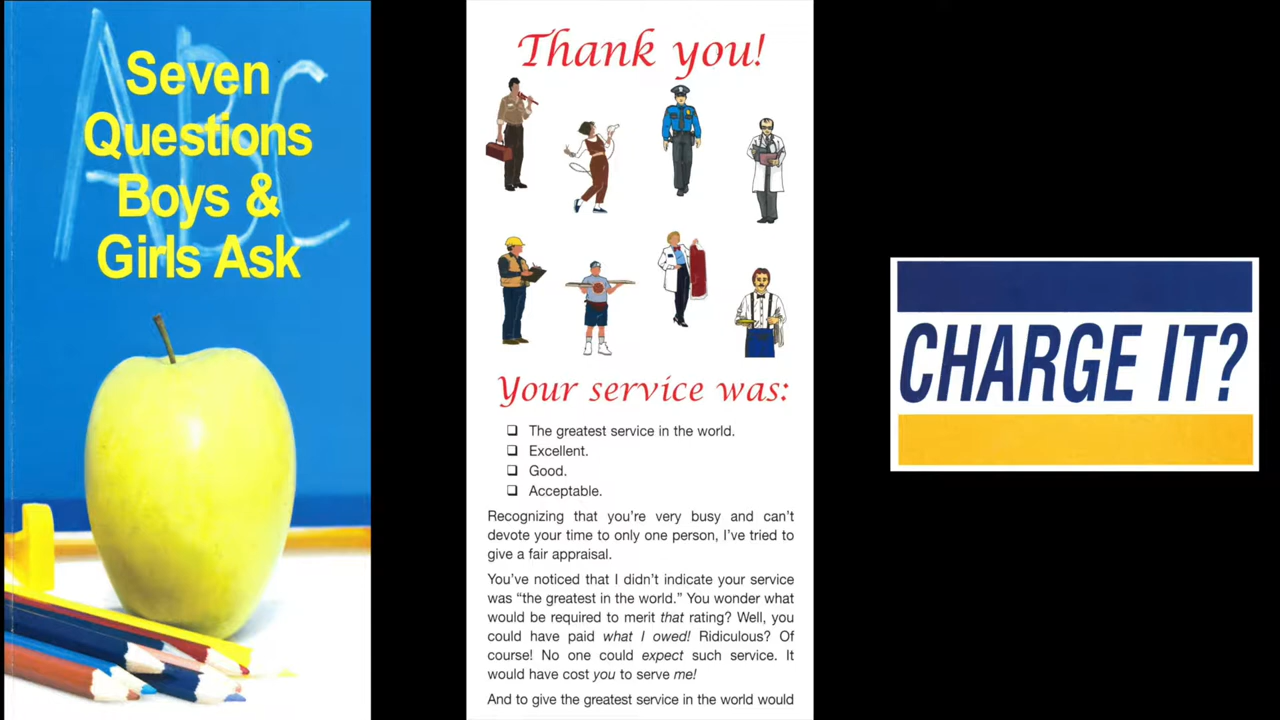 Seven
Questions
Boys &
Girls Ask
ABC
Thank you!
Your service was:
❑ The greatest service in the world.
❑ Excellent.
❑ Good.
❑ Acceptable.
Recognizing that you're very busy and can't
devote your time to only one person, I've tried to
give a fair appraisal.
You've noticed that I didn't indicate your service
was “the greatest in the world.” You wonder what
would be required to merit that rating? Well, you
could have paid what I owed! Ridiculous? Of
course! No one could expect such service. It
would have cost you to serve me!
And to give the greatest service in the world would
CHARGE IT?